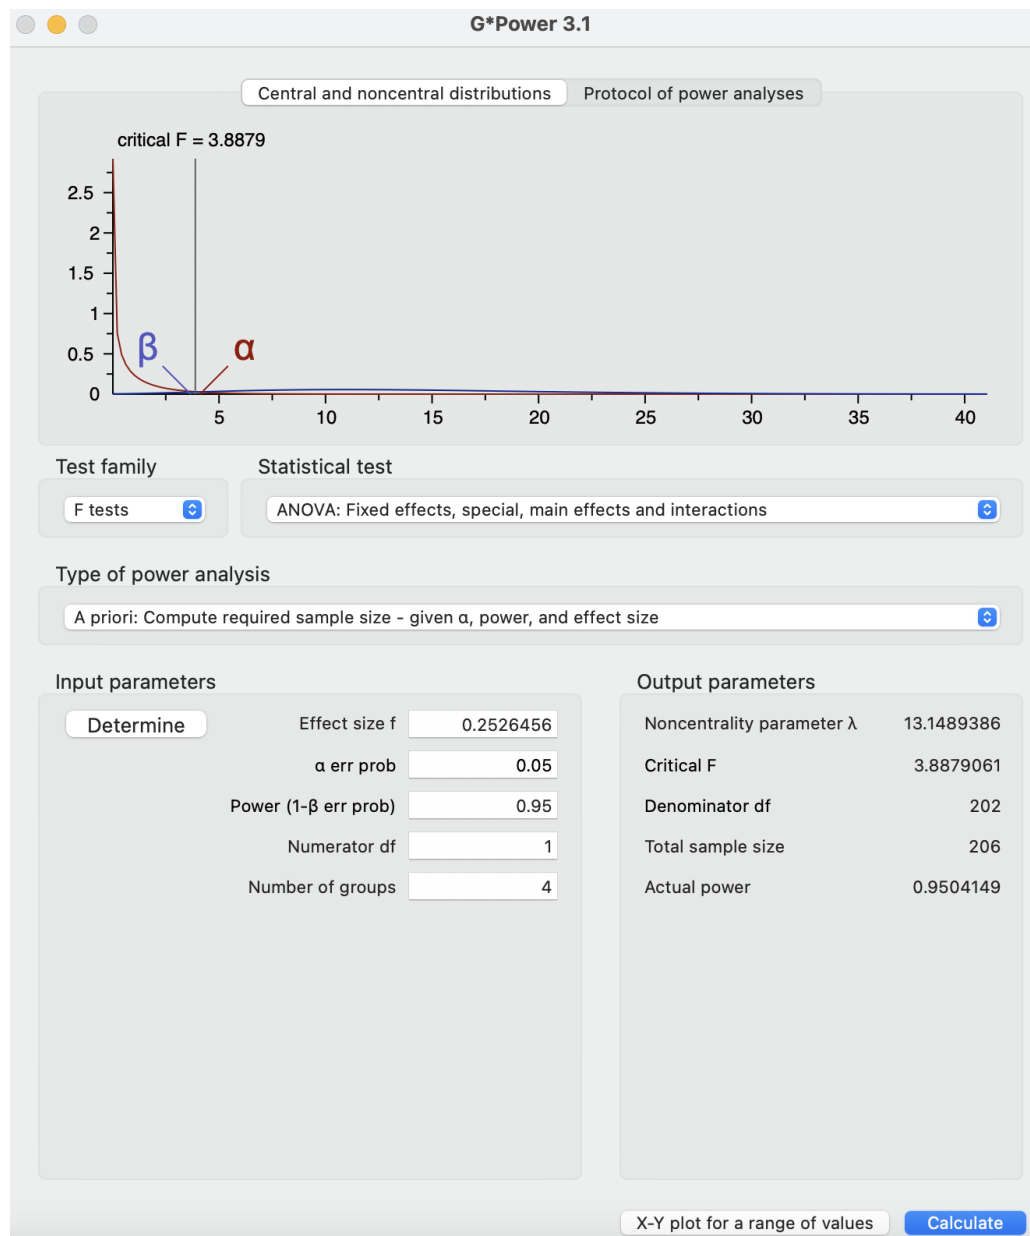 G*Power 3.1
Central and noncentral distributions Protocol of power analyses
critical F = 3.8879
2.5
2
1.5
1
0.5
0
β α
5 10 15 20 25 30 35 40
Test family Statistical test
F tests ANOVA: Fixed effects, special, main effects and interactions
Type of power analysis
A priori: Compute required sample size - given α, power, and effect size
Input parameters Output parameters
Determine Effect size f 0.2526456 Noncentrality parameter λ 13.1489386
α err prob 0.05 Critical F 3.8879061
Power (1-β err prob) 0.95 Denominator df 202
Numerator df 1 Total sample size 206
Number of groups 4 Actual power 0.9504149
X-Y plot for a range of values Calculate